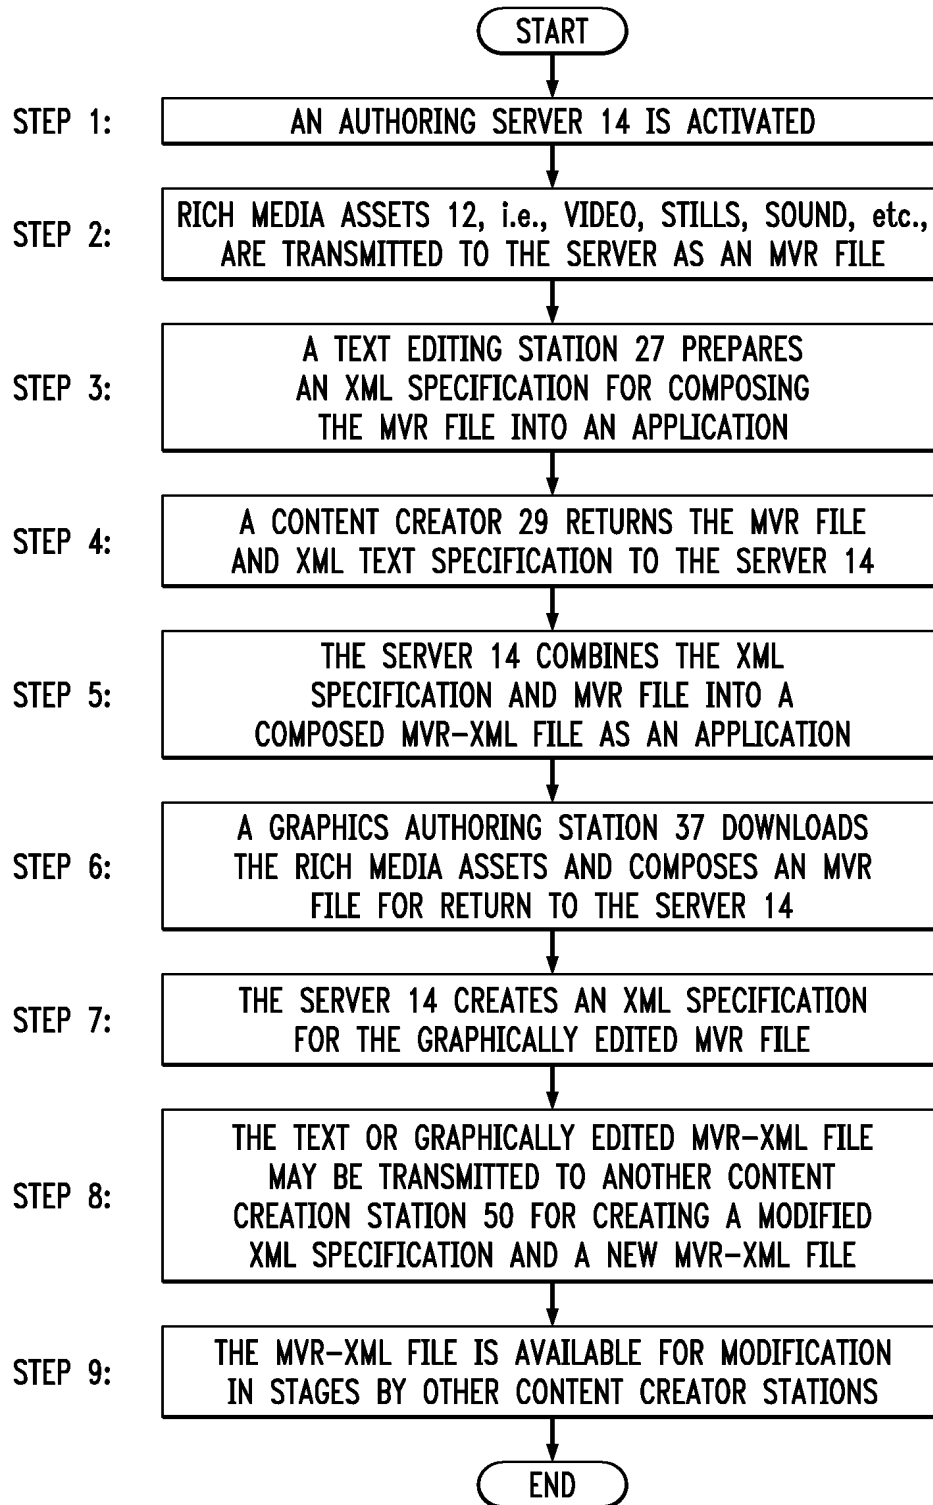 START
STEP 1:
AN AUTHORING SERVER 14 IS ACTIVATED
STEP 2:
RICH MEDIA ASSETS 12, i.e., VIDEO, STILLS, SOUND, etc.,
ARE TRANSMITTED TO THE SERVER AS AN MVR FILE
STEP 3:
A TEXT EDITING STATION 27 PREPARES
AN XML SPECIFICATION FOR COMPOSING
THE MVR FILE INTO AN APPLICATION
STEP 4:
A CONTENT CREATOR 29 RETURNS THE MVR FILE
AND XML TEXT SPECIFICATION TO THE SERVER 14
STEP 5:
THE SERVER 14 COMBINES THE XML
SPECIFICATION AND MVR FILE INTO A
COMPOSED MVR-XML FILE AS AN APPLICATION
STEP 6:
A GRAPHICS AUTHORING STATION 37 DOWNLOADS
THE RICH MEDIA ASSETS AND COMPOSES AN MVR
FILE FOR RETURN TO THE SERVER 14
STEP 7:
THE SERVER 14 CREATES AN XML SPECIFICATION
FOR THE GRAPHICALLY EDITED MVR FILE
STEP 8:
THE TEXT OR GRAPHICALLY EDITED MVR-XML FILE
MAY BE TRANSMITTED TO ANOTHER CONTENT
CREATION STATION 50 FOR CREATING A MODIFIED
XML SPECIFICATION AND A NEW MVR-XML FILE
STEP 9:
THE MVR-XML FILE IS AVAILABLE FOR MODIFICATION
IN STAGES BY OTHER CONTENT CREATOR STATIONS
END